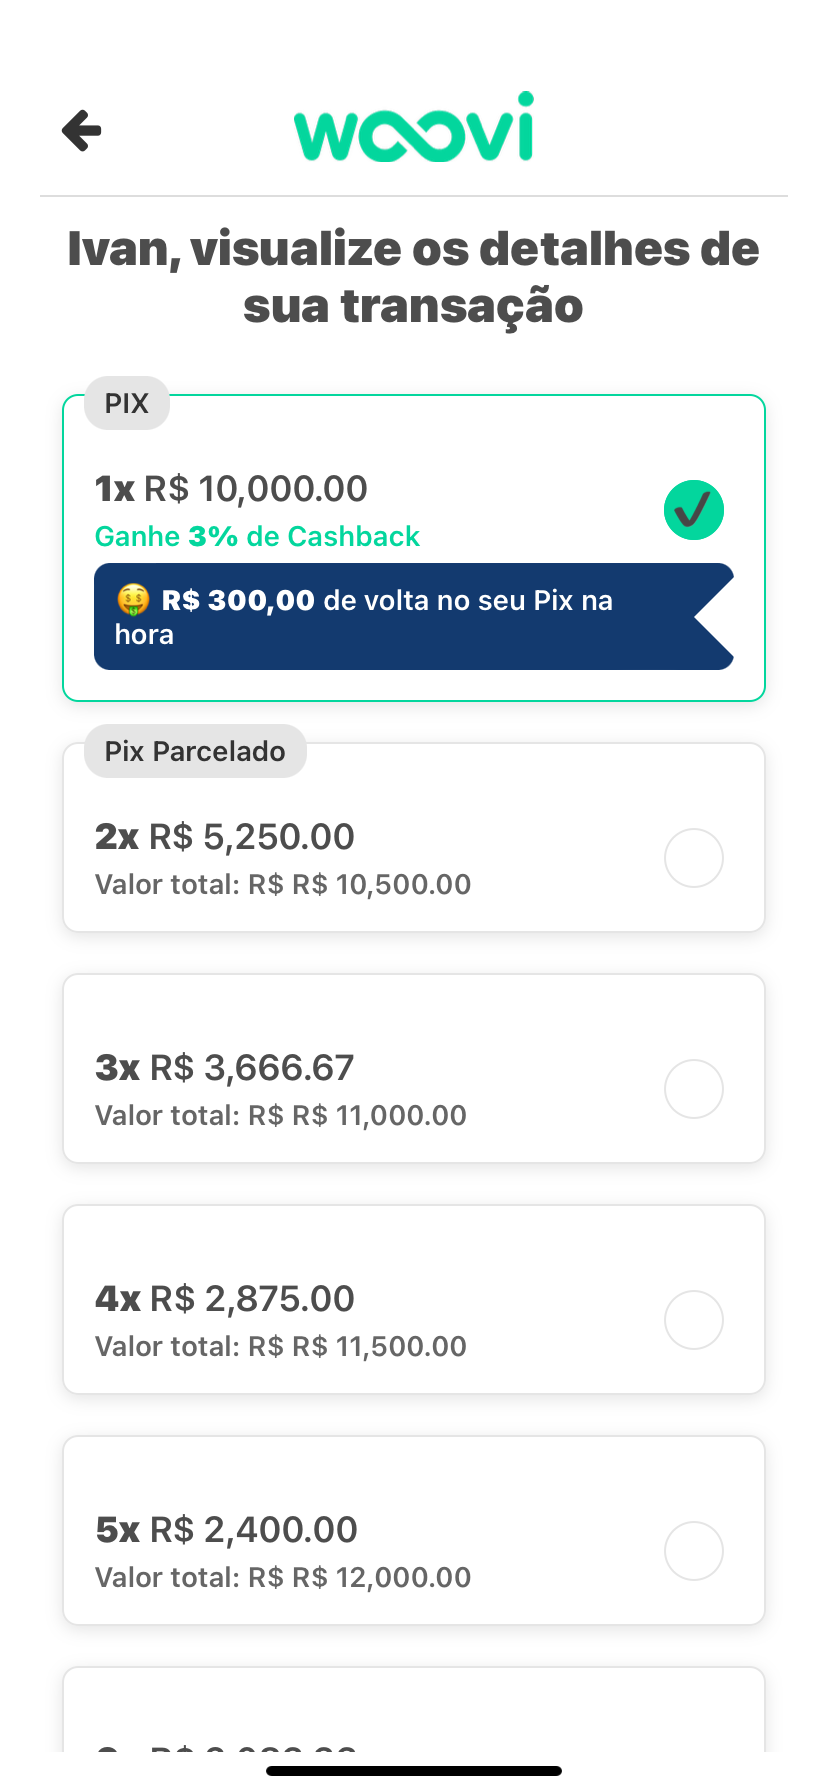 woovi
Ivan, visualize os detalhes de
sua transação
PIX
1x R$ 10,000.00
Ganhe 3% de Cashback
🤑 R$ 300,00 de volta no seu Pix na
hora
Pix Parcelado
2x R$ 5,250.00
Valor total: R$ R$ 10,500.00
3x R$ 3,666.67
Valor total: R$ R$ 11,000.00
4x R$ 2,875.00
Valor total: R$ R$ 11,500.00
5x R$ 2,400.00
Valor total: R$ R$ 12,000.00